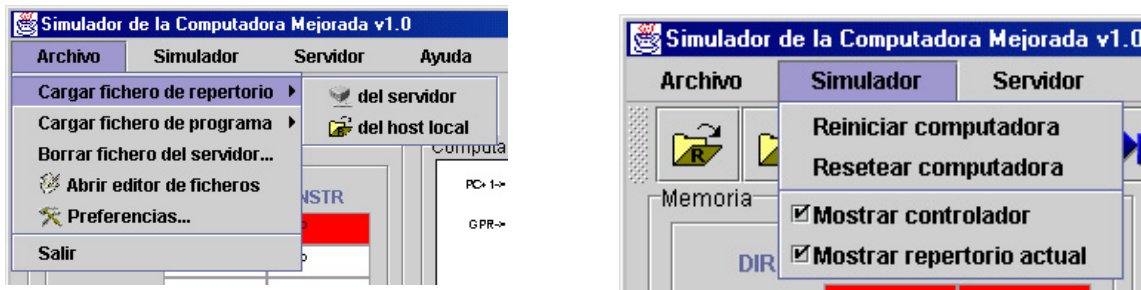 Simulador de la Computadora Mejorada v1.0
Archivo Simulador Servidor Ayuda
Cargar fichero de repertorio
del servidor
Cargar fichero de programa
del host local
Borrar fichero del servidor...
Computa
Abrir editor de ficheros
PC+1->
NSTR
Preferencias...
GPR->
Salir
Simulador de la Computadora Mejorada v1.0
Archivo Simulador Servidor
Reiniciar computadora
R
Resetear computadora
Memoria
Mostrar controlador
DIR
Mostrar repertorio actual